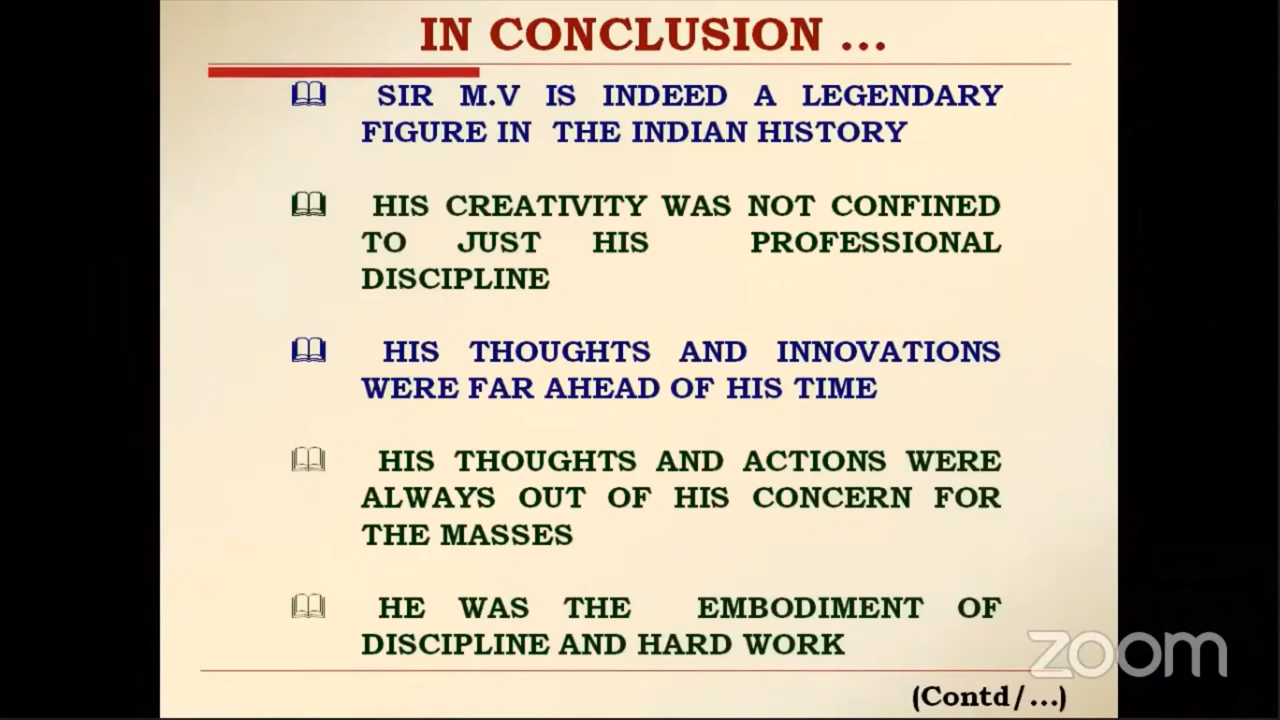 IN CONCLUSION ...
SIR M.V IS INDEED A LEGENDARY
FIGURE IN THE INDIAN HISTORY
HIS CREATIVITY WAS NOT CONFINED
TO JUST HIS PROFESSIONAL
DISCIPLINE
HIS THOUGHTS AND INNOVATIONS
WERE FAR AHEAD OF HIS TIME
HIS THOUGHTS AND ACTIONS WERE
ALWAYS OUT OF HIS CONCERN FOR
THE MASSES
HE WAS THE EMBODIMENT OF
DISCIPLINE AND HARD WORK
zoom
(Contd/...)